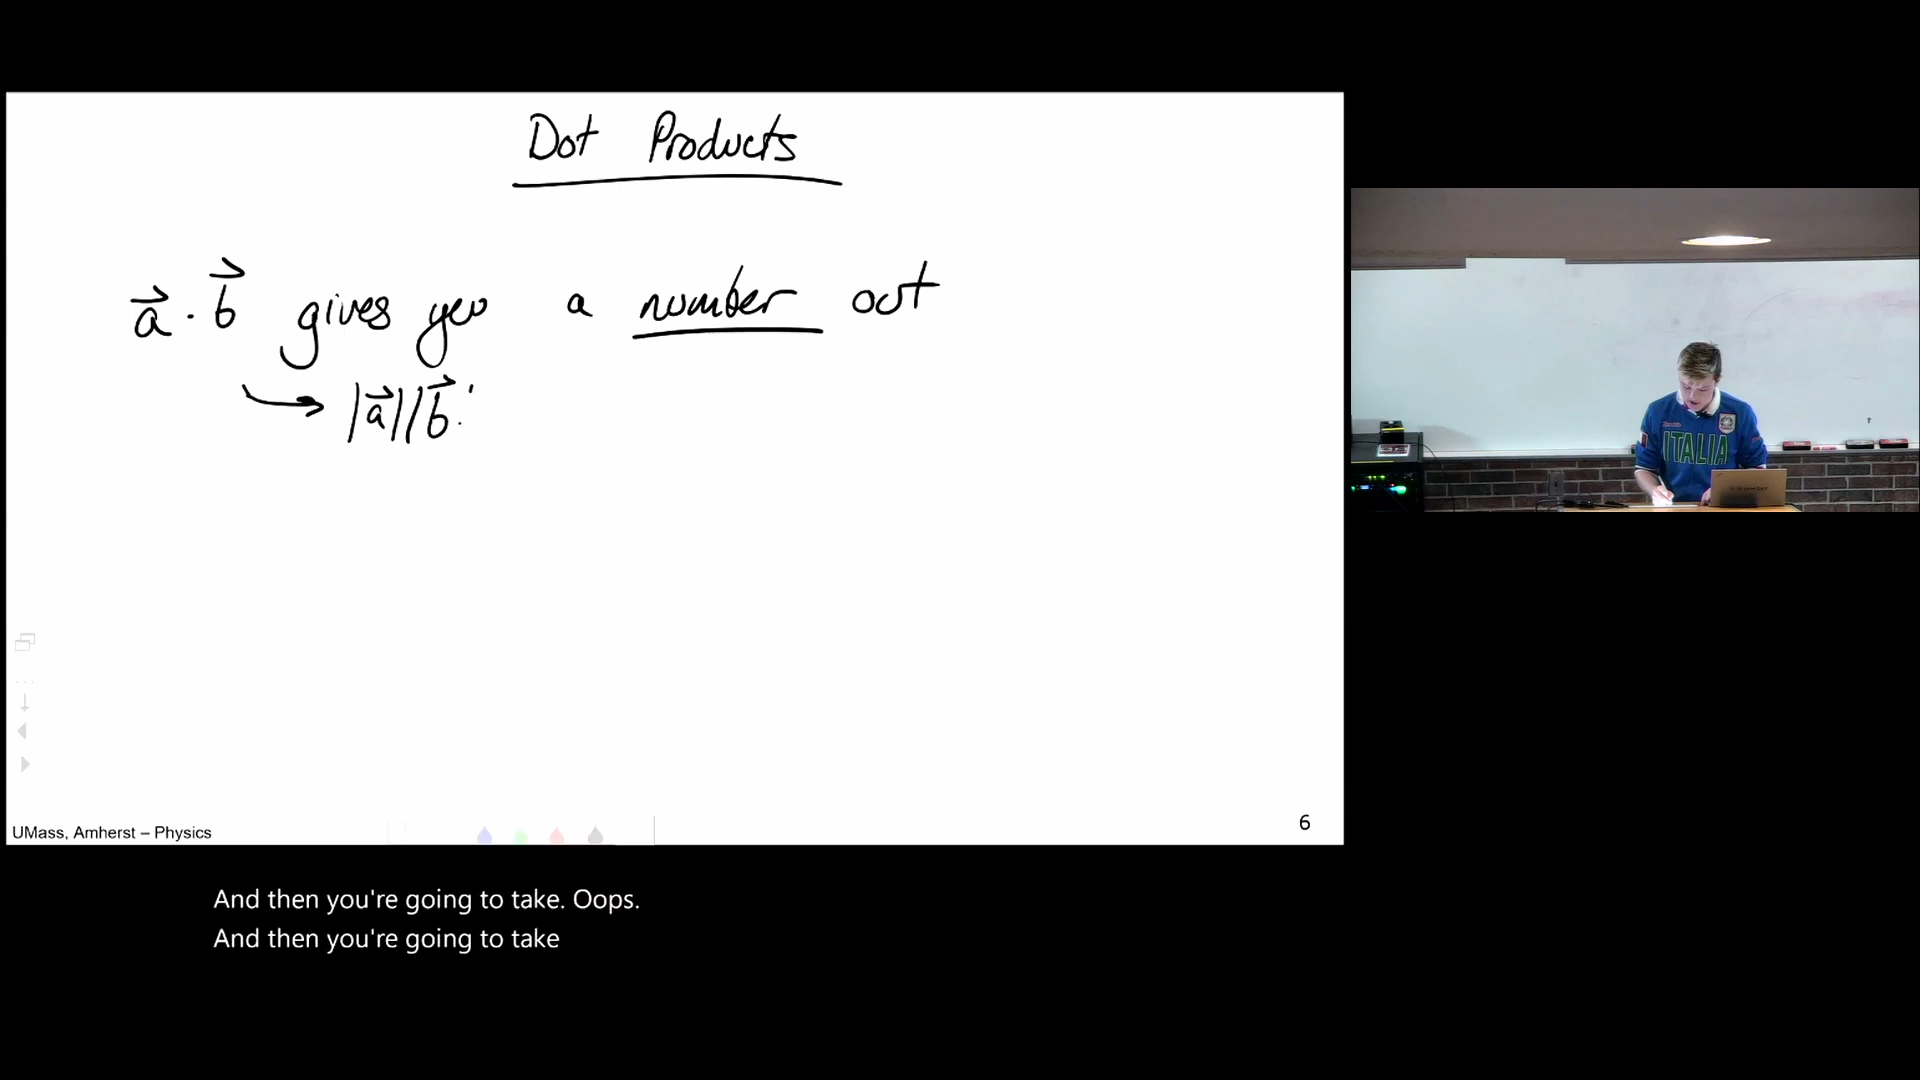 Dot Products
a⃗ · b⃗ gives you a number out
→ |a⃗||b⃗
UMass, Amherst – Physics
6
ITALIA
And then you're going to take. Oops.
And then you're going to take